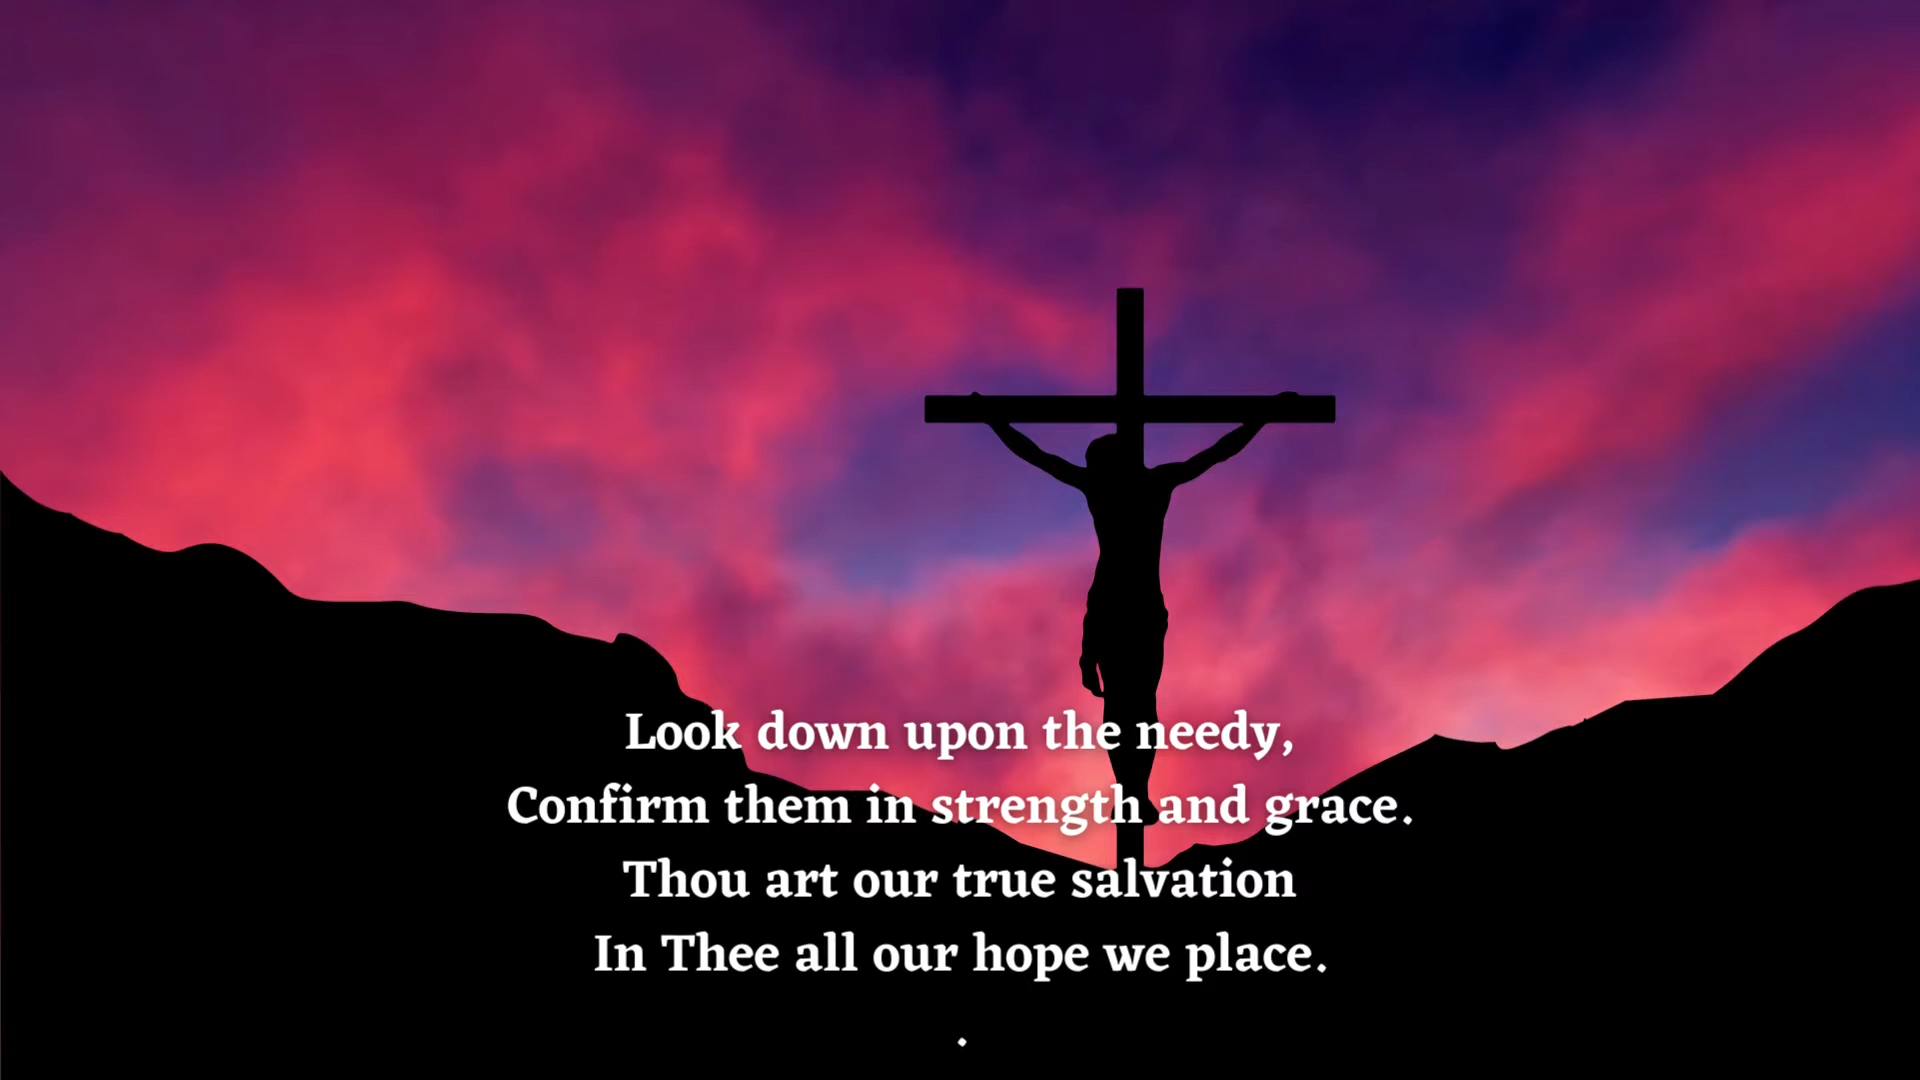 Look down upon the needy,
Confirm them in strength and grace.
Thou art our true salvation
In Thee all our hope we place.
.